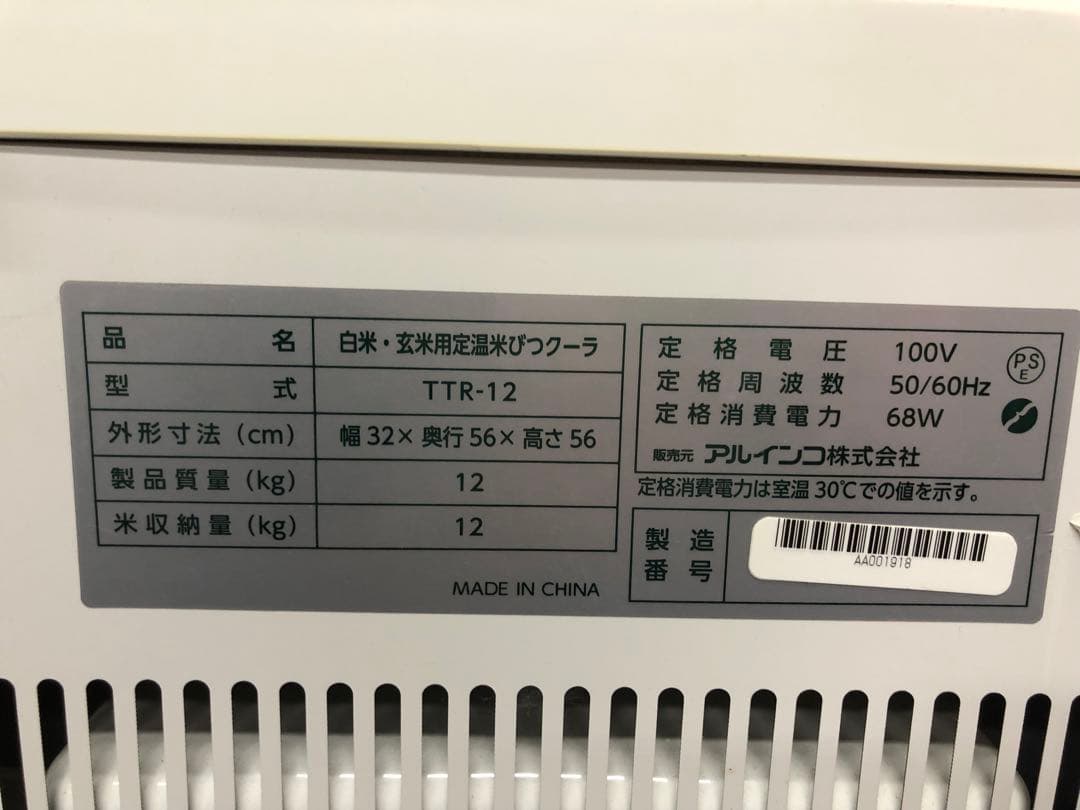 品名 白米・玄米用定温米びつクーラ
型式 TTR-12
外形寸法(cm) 幅32×奥行56×高さ56
製品質量(kg) 12
米収納量(kg) 12
MADE IN CHINA
定格電圧 100V
定格周波数 50/60Hz
定格消費電力 68W
PSE
販売元 アルインコ株式会社
定格消費電力は室温30℃での値を示す。
製造番号
AA001918